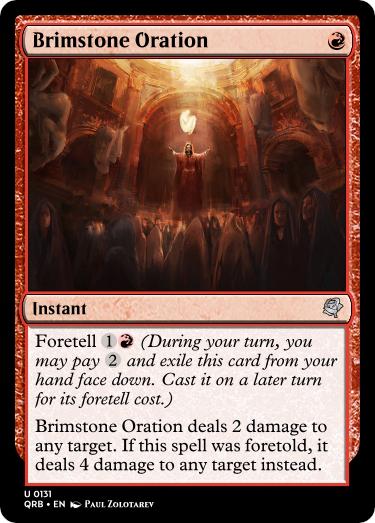 Brimstone Oration
Instant
Foretell 1 (During your turn, you
may pay 2 and exile this card from your
hand face down. Cast it on a later turn
for its foretell cost.)
Brimstone Oration deals 2 damage to
any target. If this spell was foretold, it
deals 4 damage to any target instead.
U 0131
QRB • EN Paul Zolotarev